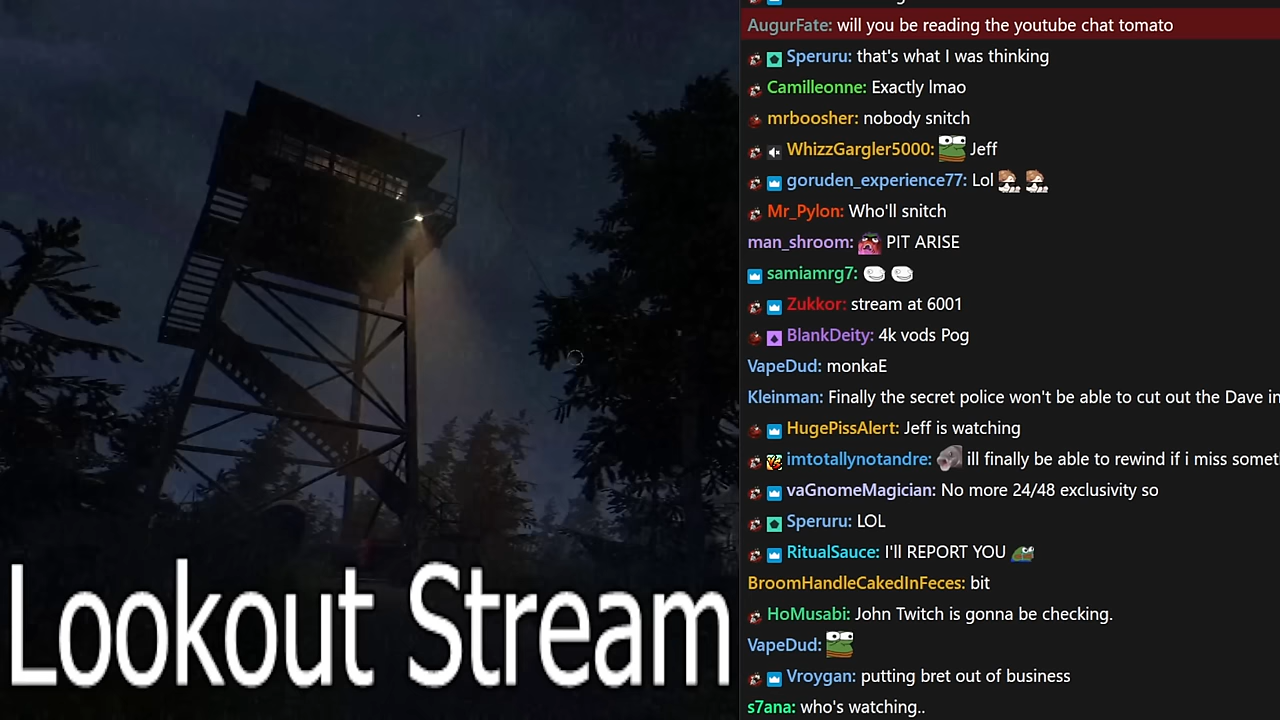 AugurFate: will you be reading the youtube chat tomato
Speruru: that's what I was thinking
Camilleonne: Exactly lmao
mrboosher: nobody snitch
WhizzGargler5000: Jeff
goruden_experience77: Lol
Mr_Pylon: Who'll snitch
man_shroom: PIT ARISE
samiamrg7:
Zukkor: stream at 6001
BlankDeity: 4k vods Pog
VapeDud: monkaE
Kleinman: Finally the secret police won't be able to cut out the Dave in
HugePissAlert: Jeff is watching
imtotallynotandre: ill finally be able to rewind if i miss somet
vaGnomeMagician: No more 24/48 exclusivity so
Speruru: LOL
RitualSauce: I'll REPORT YOU
BroomHandleCakedInFeces: bit
HoMusabi: John Twitch is gonna be checking.
VapeDud:
Vroygan: putting bret out of business
s7ana: who's watching..
Lookout Stream